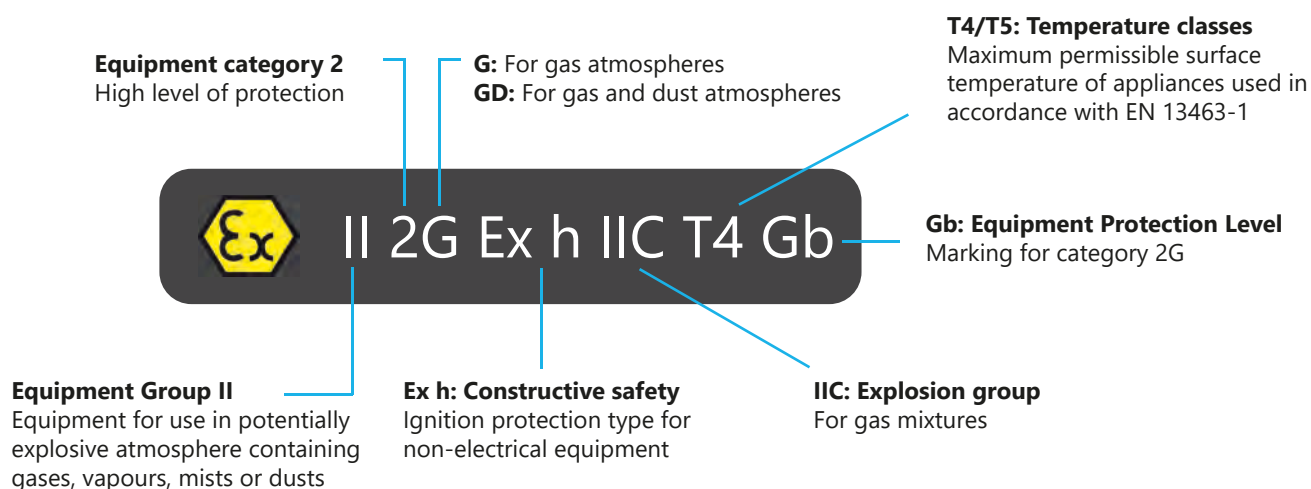 T4/T5: Temperature classes
Maximum permissible surface
temperature of appliances used in
accordance with EN 13463-1
Equipment category 2
High level of protection
G: For gas atmospheres
GD: For gas and dust atmospheres
Ex II 2G Ex h IIC T4 Gb
Gb: Equipment Protection Level
Marking for category 2G
Equipment Group II
Equipment for use in potentially
explosive atmosphere containing
gases, vapours, mists or dusts
Ex h: Constructive safety
Ignition protection type for
non-electrical equipment
IIC: Explosion group
For gas mixtures